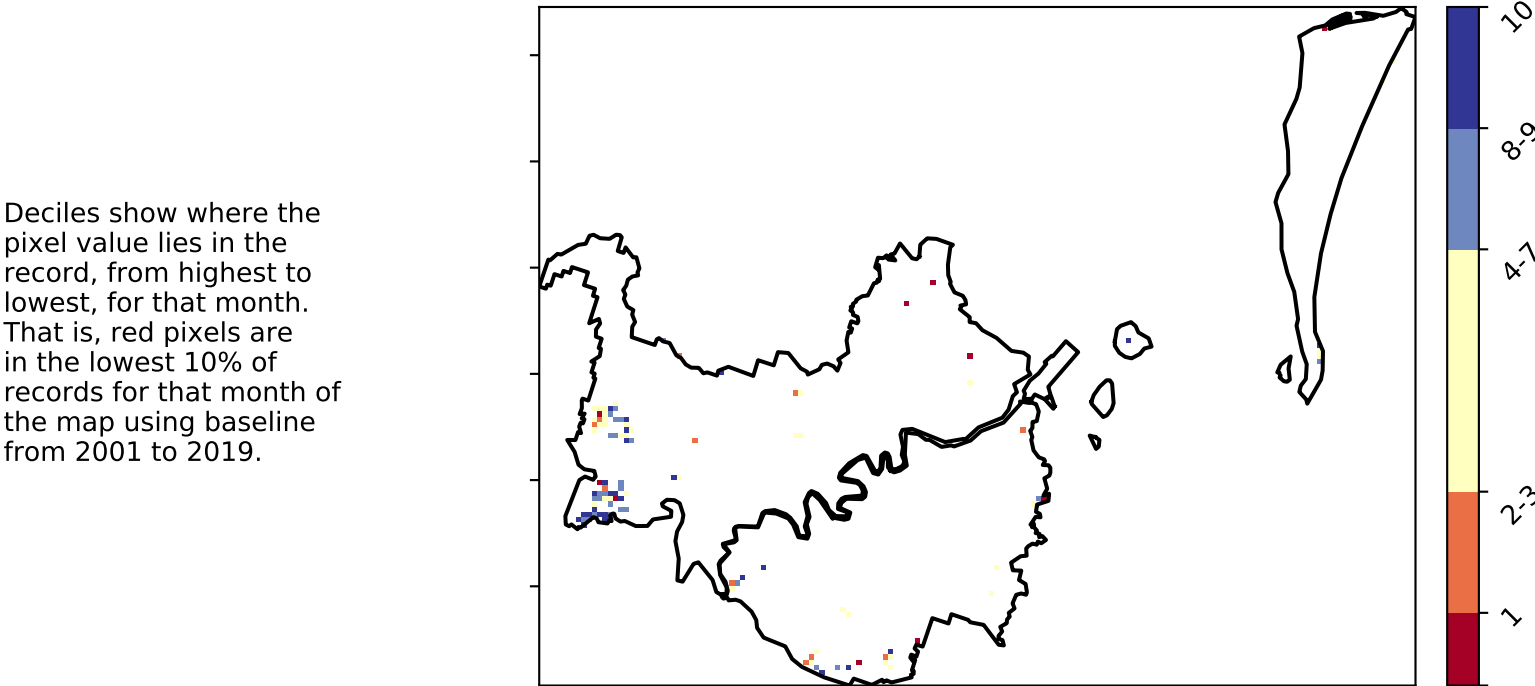 Deciles show where the
pixel value lies in the
record, from highest to
lowest, for that month.
That is, red pixels are
in the lowest 10% of
records for that month of
the map using baseline
from 2001 to 2019.
10
8-9
4-7
2-3
1